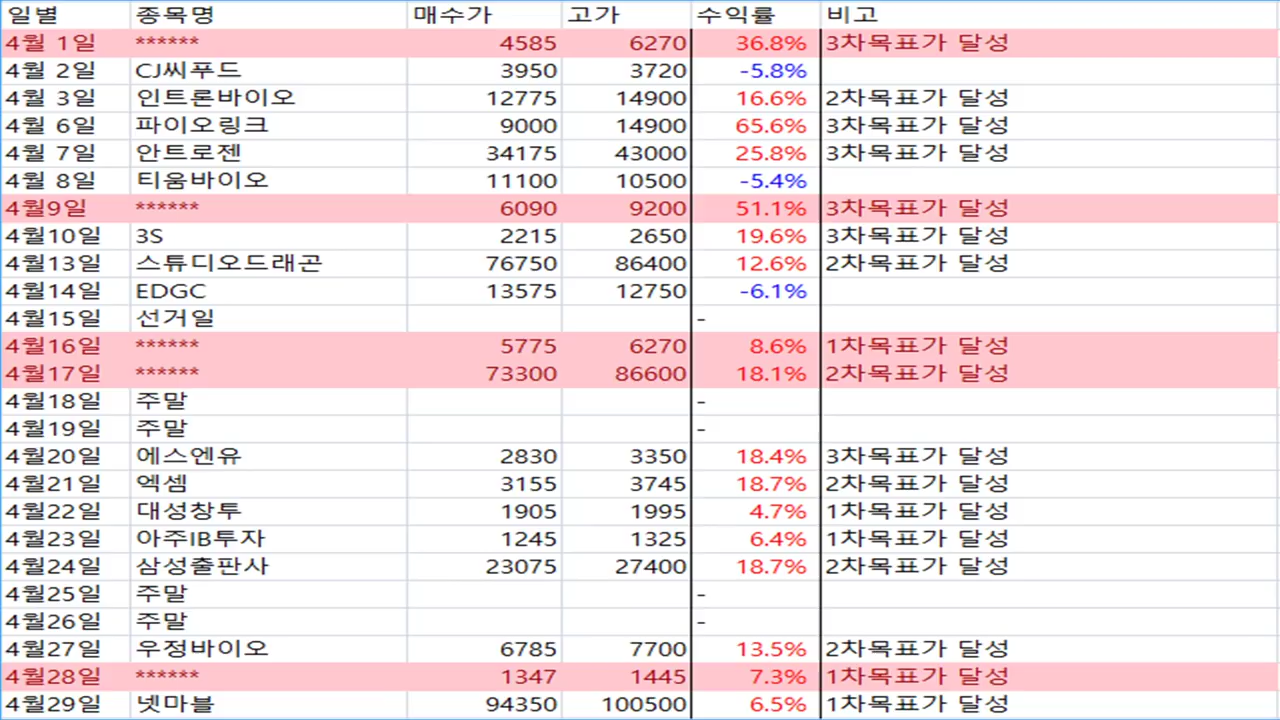 일별 종목명 매수가 고가 수익률 비고
4월 1일 ****** 4585 6270 36.8% 3차목표가 달성
4월 2일 CJ씨푸드 3950 3720 -5.8%
4월 3일 인트론바이오 12775 14900 16.6% 2차목표가 달성
4월 6일 파이오링크 9000 14900 65.6% 3차목표가 달성
4월 7일 안트로젠 34175 43000 25.8% 3차목표가 달성
4월 8일 티움바이오 11100 10500 -5.4%
4월9일 ****** 6090 9200 51.1% 3차목표가 달성
4월10일 3S 2215 2650 19.6% 3차목표가 달성
4월13일 스튜디오드래곤 76750 86400 12.6% 2차목표가 달성
4월14일 EDGC 13575 12750 -6.1%
4월15일 선거일 -
4월16일 ****** 5775 6270 8.6% 1차목표가 달성
4월17일 ****** 73300 86600 18.1% 2차목표가 달성
4월18일 주말 -
4월19일 주말 -
4월20일 에스엔유 2830 3350 18.4% 3차목표가 달성
4월21일 엑셈 3155 3745 18.7% 2차목표가 달성
4월22일 대성창투 1905 1995 4.7% 1차목표가 달성
4월23일 아주IB투자 1245 1325 6.4% 1차목표가 달성
4월24일 삼성출판사 23075 27400 18.7% 2차목표가 달성
4월25일 주말 -
4월26일 주말 -
4월27일 우정바이오 6785 7700 13.5% 2차목표가 달성
4월28일 ****** 1347 1445 7.3% 1차목표가 달성
4월29일 넷마블 94350 100500 6.5% 1차목표가 달성